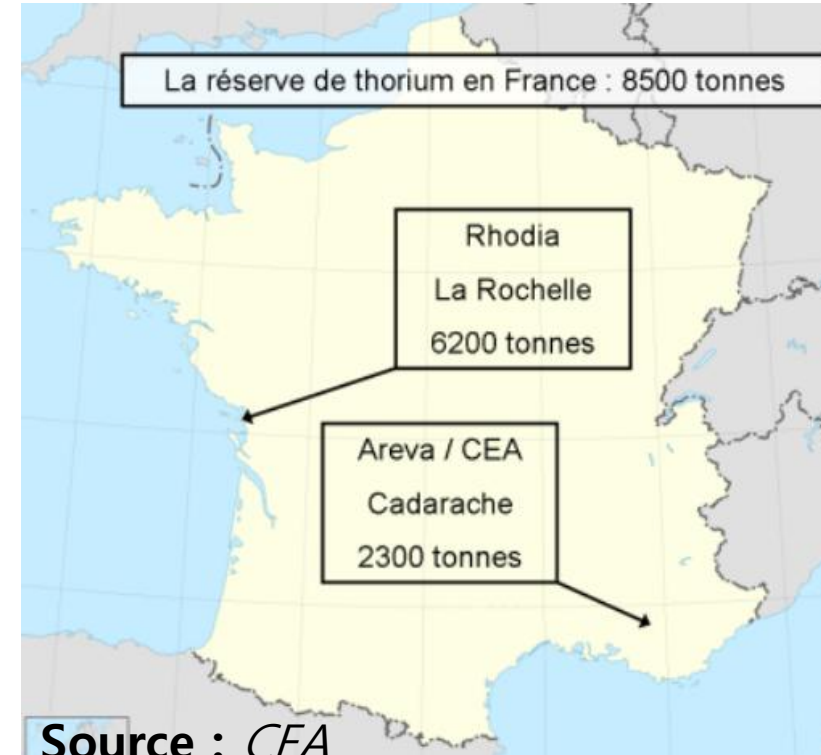 La réserve de thorium en France : 8500 tonnes
Rhodia
La Rochelle
6200 tonnes
Areva / CEA
Cadarache
2300 tonnes
Source : CEA